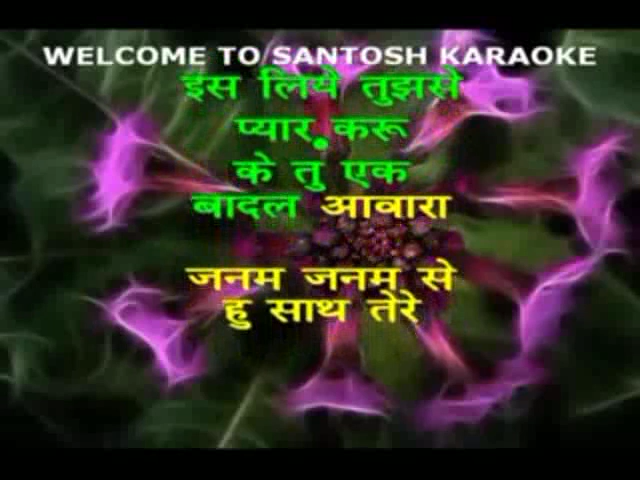 WELCOME TO SANTOSH KARAOKE
इस लिये तुझसे
प्यार करू
के तु एक
बादल आवारा
जनम जनम से
हु साथ तेरे